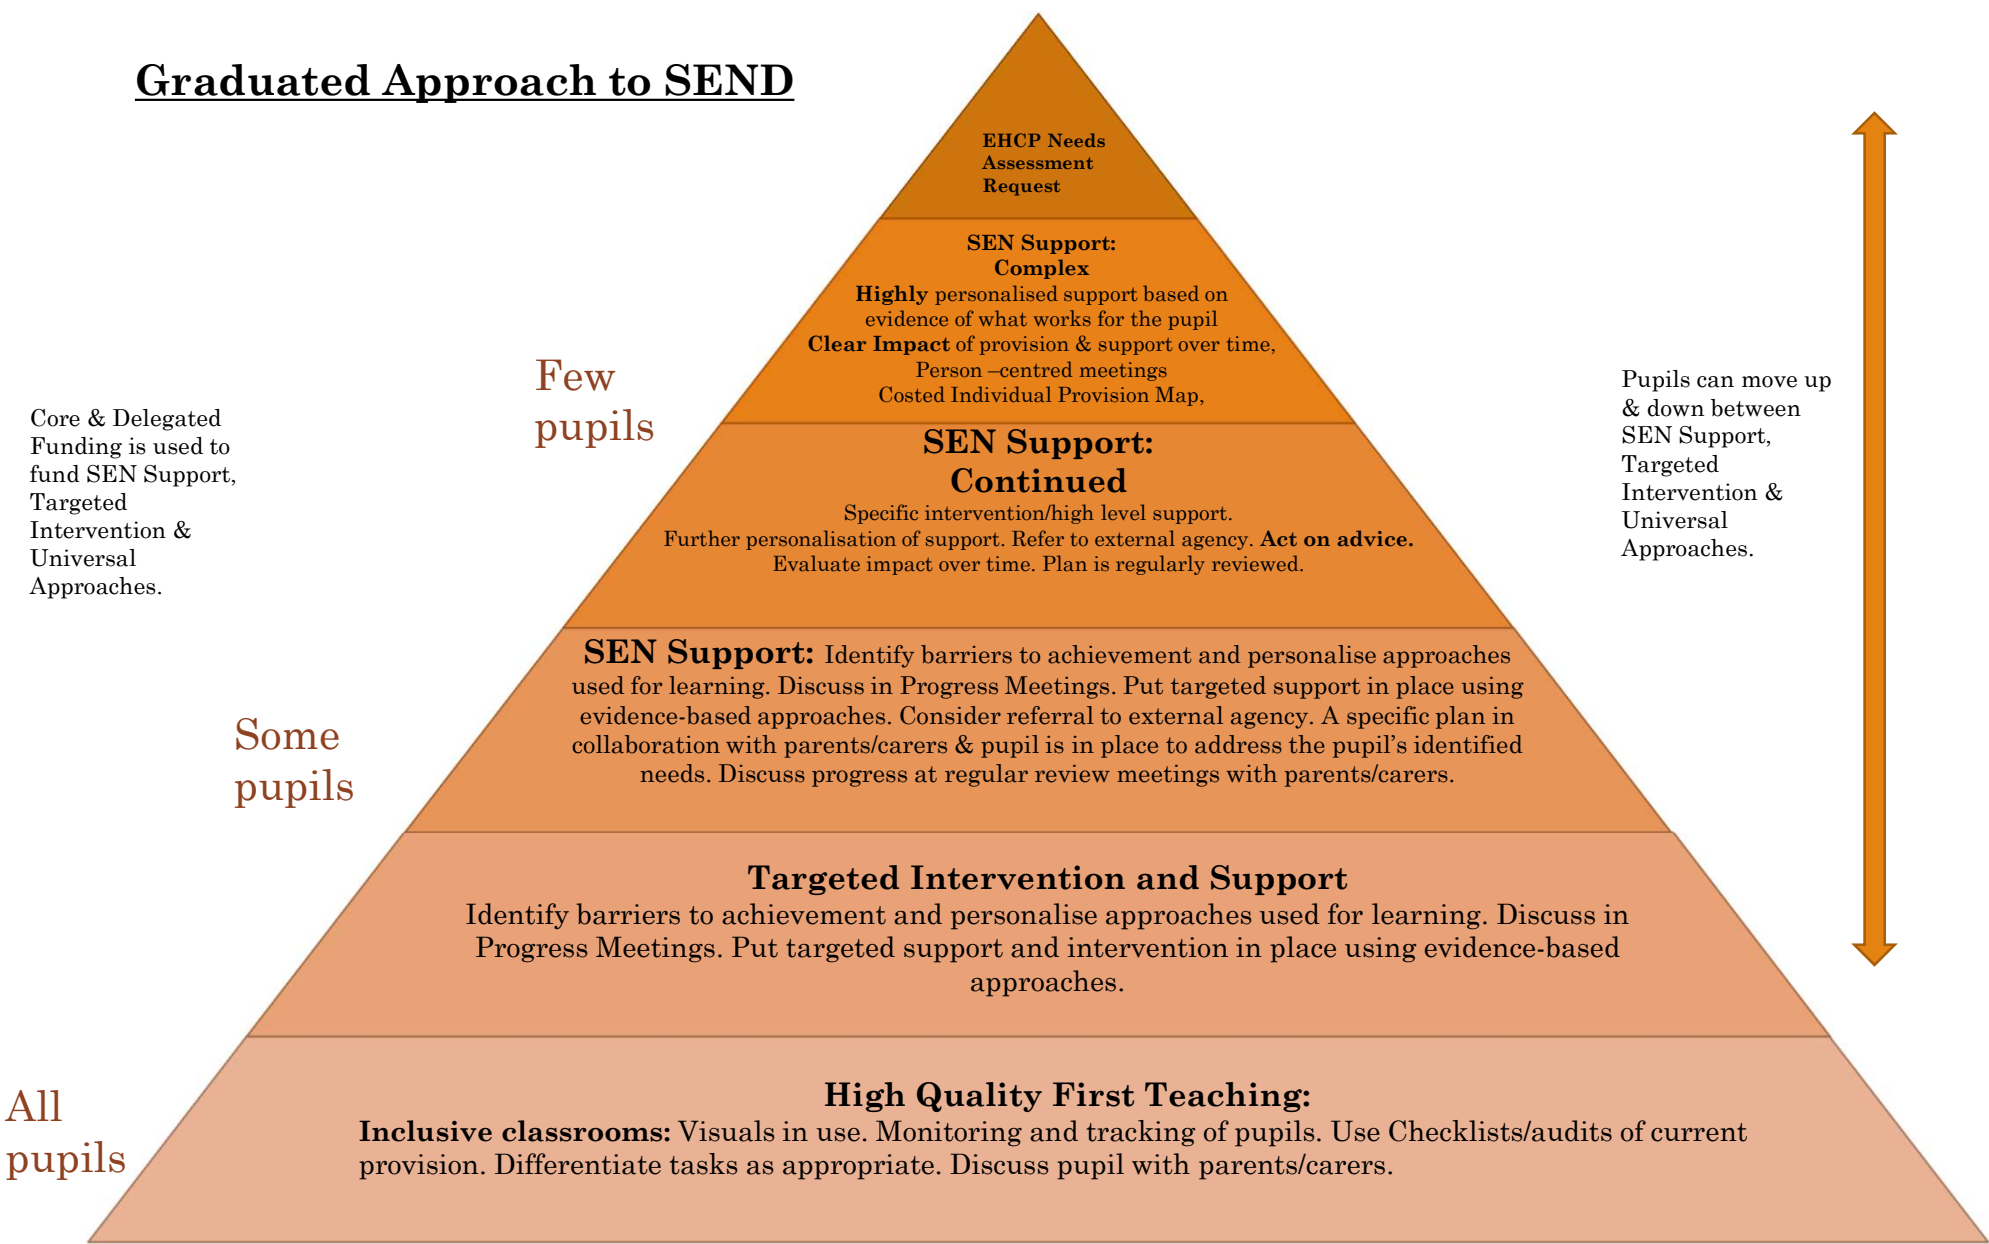 Graduated Approach to SEND
EHCP Needs
Assessment
Request
SEN Support:
Complex
Highly personalised support based on
evidence of what works for the pupil
Clear Impact of provision & support over time,
Person –centred meetings
Costed Individual Provision Map,
Few
pupils
SEN Support:
Continued
Specific intervention/high level support.
Further personalisation of support. Refer to external agency. Act on advice.
Evaluate impact over time. Plan is regularly reviewed.
Core & Delegated
Funding is used to
fund SEN Support,
Targeted
Intervention &
Universal
Approaches.
Pupils can move up
& down between
SEN Support,
Targeted
Intervention &
Universal
Approaches.
SEN Support: Identify barriers to achievement and personalise approaches
used for learning. Discuss in Progress Meetings. Put targeted support in place using
evidence-based approaches. Consider referral to external agency. A specific plan in
collaboration with parents/carers & pupil is in place to address the pupil’s identified
needs. Discuss progress at regular review meetings with parents/carers.
Some
pupils
Targeted Intervention and Support
Identify barriers to achievement and personalise approaches used for learning. Discuss in
Progress Meetings. Put targeted support and intervention in place using evidence-based
approaches.
All
pupils
High Quality First Teaching:
Inclusive classrooms: Visuals in use. Monitoring and tracking of pupils. Use Checklists/audits of current
provision. Differentiate tasks as appropriate. Discuss pupil with parents/carers.